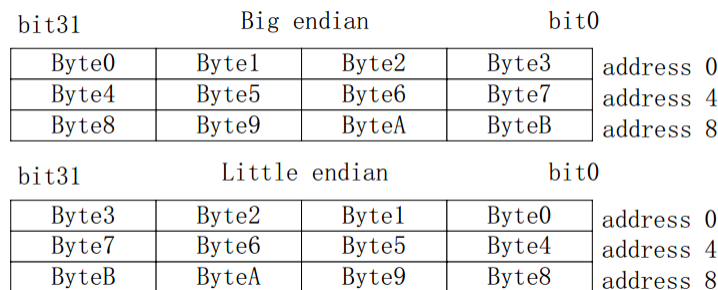 bit31 Big endian bit0
Byte0 Byte1 Byte2 Byte3 address 0
Byte4 Byte5 Byte6 Byte7 address 4
Byte8 Byte9 ByteA ByteB address 8
bit31 Little endian bit0
Byte3 Byte2 Byte1 Byte0 address 0
Byte7 Byte6 Byte5 Byte4 address 4
ByteB ByteA Byte9 Byte8 address 8